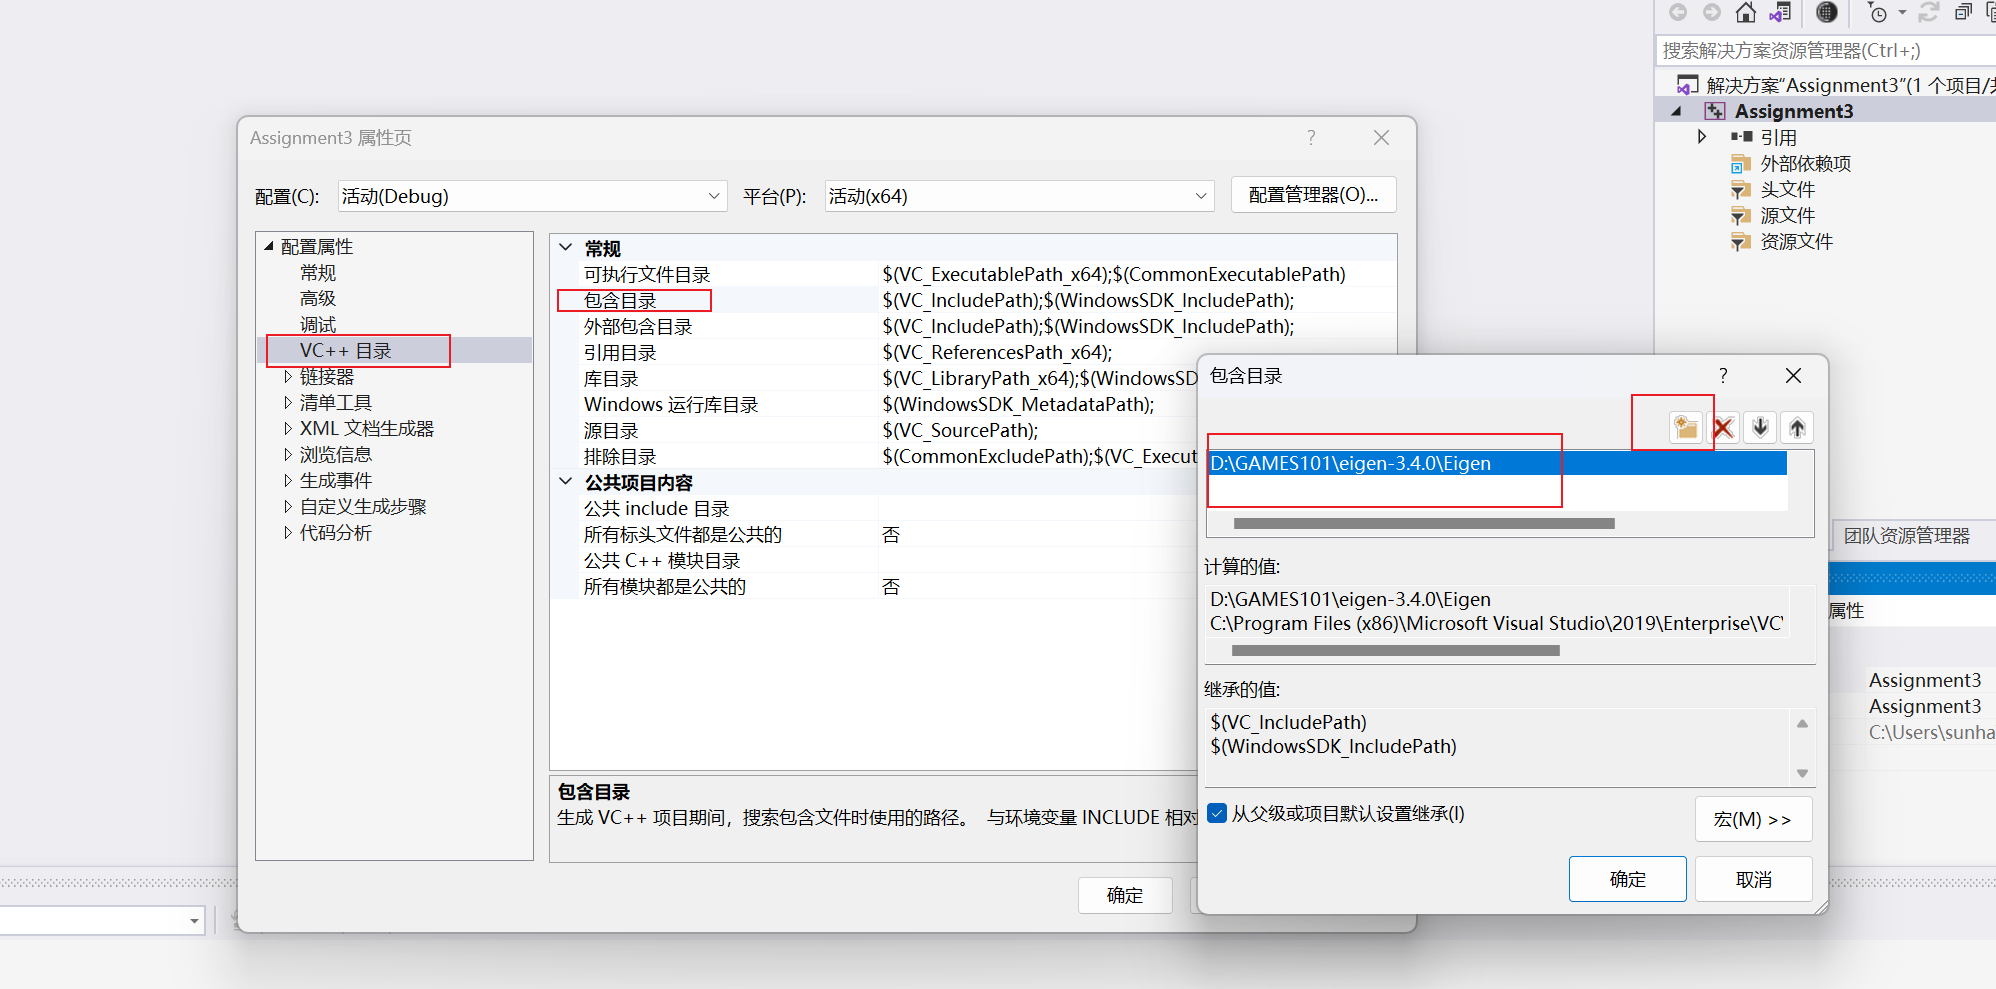 搜索解决方案资源管理器(Ctrl+;)
解决方案“Assignment3”(1 个项目/共
Assignment3
引用
外部依赖项
头文件
源文件
资源文件
Assignment3 属性页
?
配置(C):
活动(Debug)
平台(P):
活动(x64)
配置管理器(O)...
配置属性
常规
高级
调试
VC++ 目录
链接器
清单工具
XML 文档生成器
浏览信息
生成事件
自定义生成步骤
代码分析
常规
可执行文件目录 $(VC_ExecutablePath_x64);$(CommonExecutablePath)
包含目录 $(VC_IncludePath);$(WindowsSDK_IncludePath);
外部包含目录 $(VC_IncludePath);$(WindowsSDK_IncludePath);
引用目录 $(VC_ReferencesPath_x64);
库目录 $(VC_LibraryPath_x64);$(WindowsSD
Windows 运行库目录 $(WindowsSDK_MetadataPath);
源目录 $(VC_SourcePath);
排除目录 $(CommonExcludePath);$(VC_Execut
公共项目内容
公共 include 目录
所有标头文件都是公共的 否
公共 C++ 模块目录
所有模块都是公共的 否
包含目录
生成 VC++ 项目期间，搜索包含文件时使用的路径。 与环境变量 INCLUDE 相对
确定
包含目录
?
D:\GAMES101\eigen-3.4.0\Eigen
计算的值:
D:\GAMES101\eigen-3.4.0\Eigen
C:\Program Files (x86)\Microsoft Visual Studio\2019\Enterprise\VC\
继承的值:
$(VC_IncludePath)
$(WindowsSDK_IncludePath)
从父级或项目默认设置继承(I)
宏(M) >>
确定
取消
团队资源管理器
属性
Assignment3
Assignment3
C:\Users\sunha